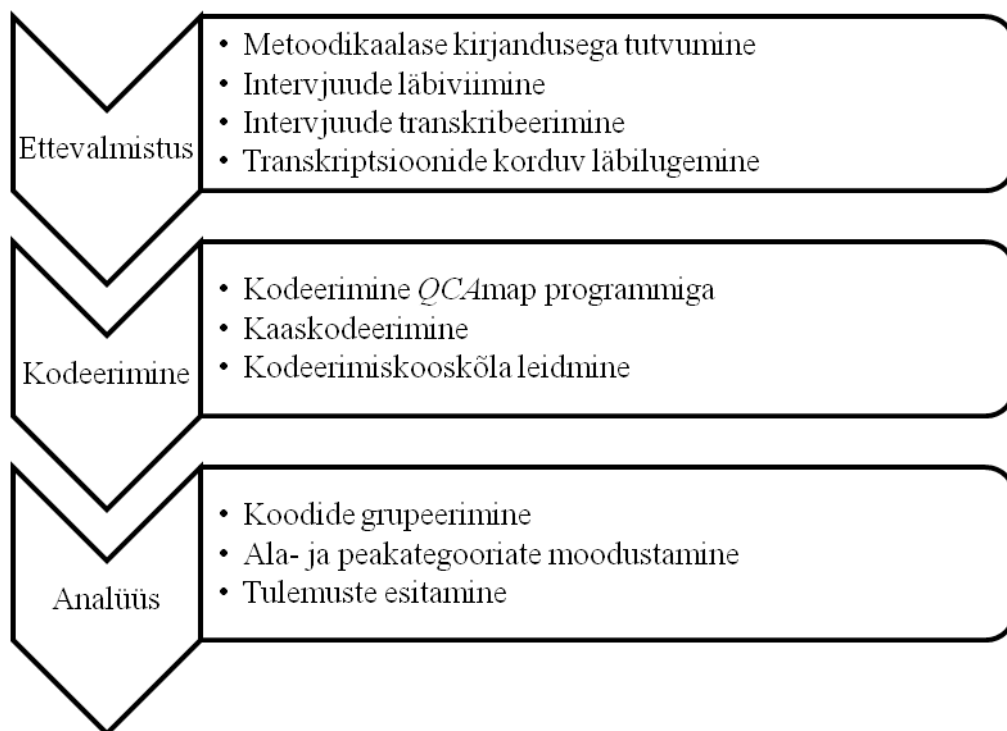 Ettevalmistus
• Metoodikaalase kirjandusega tutvumine
• Intervjuude läbiviimine
• Intervjuude transkribeerimine
• Transkriptsioonide korduv läbilugemine
Kodeerimine
• Kodeerimine QCAmap programmiga
• Kaaskodeerimine
• Kodeerimiskooskõla leidmine
Analüüs
• Koodide grupeerimine
• Ala- ja peakategooriate moodustamine
• Tulemuste esitamine